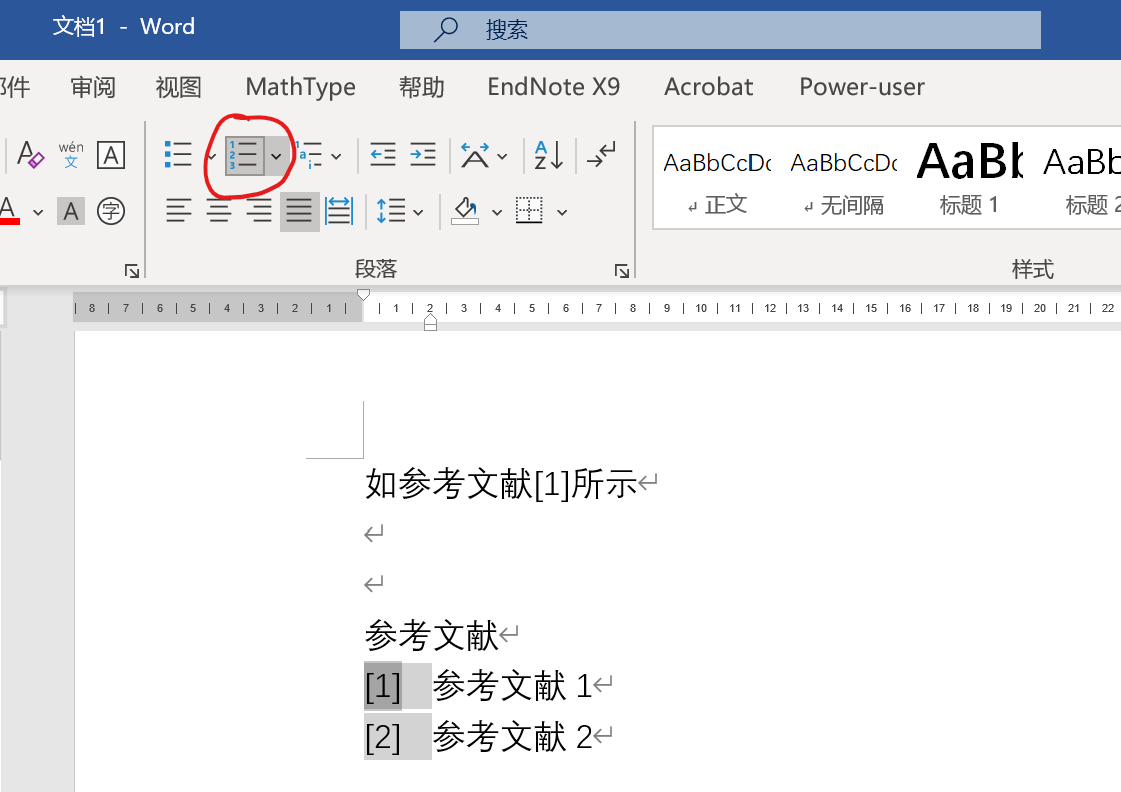 文档1 - Word
搜索
审阅 视图 MathType 帮助 EndNote X9 Acrobat Power-user
wén 文 A
AaBbCcDc AaBbCcDc AaBb AaBb
A A 字
正文 无间隔 标题 1 标题 2
段落 样式
8 7 6 5 4 3 2 1 1 2 3 4 5 6 7 8 9 10 11 12 13 14 15 16 17 18 19 20 21 22
如参考文献[1]所示
参考文献
[1] 参考文献 1
[2] 参考文献 2